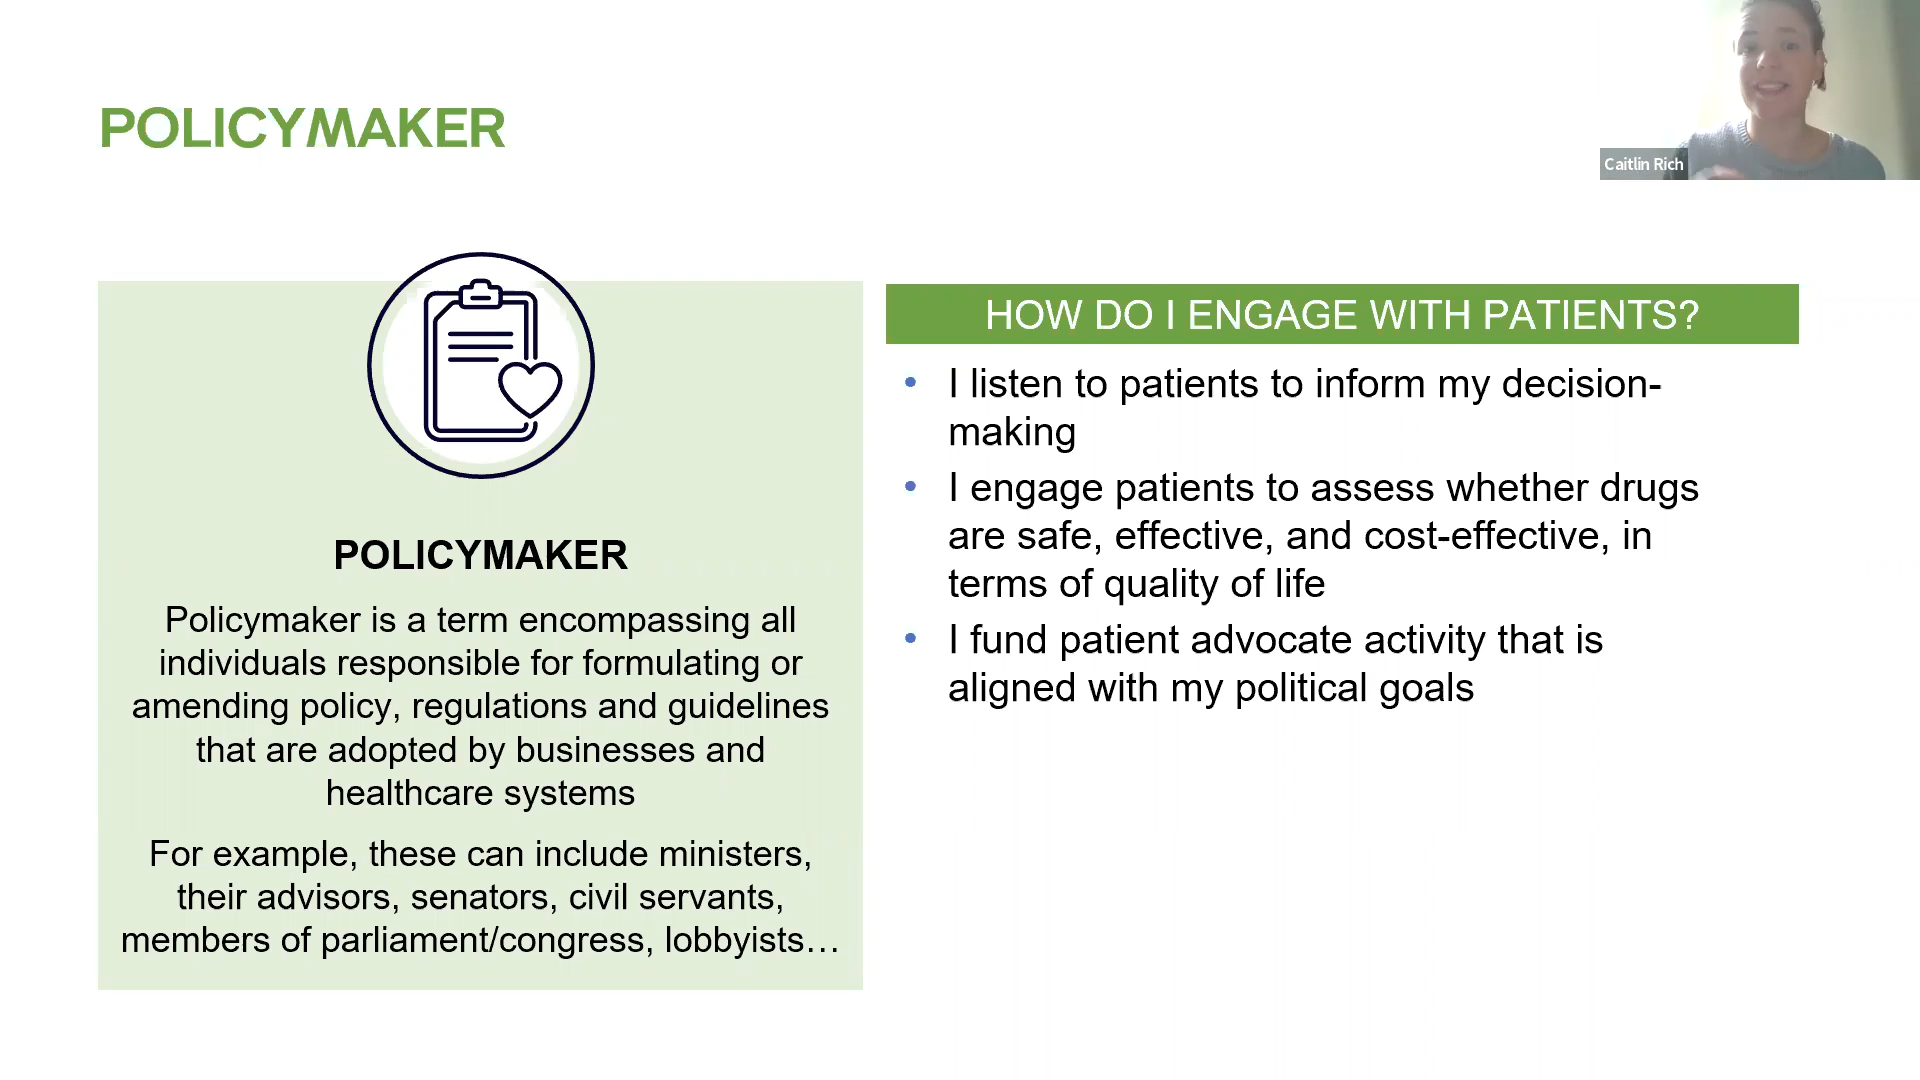 POLICYMAKER
Caitlin Rich
POLICYMAKER
Policymaker is a term encompassing all
individuals responsible for formulating or
amending policy, regulations and guidelines
that are adopted by businesses and
healthcare systems
For example, these can include ministers,
their advisors, senators, civil servants,
members of parliament/congress, lobbyists…
HOW DO I ENGAGE WITH PATIENTS?
• I listen to patients to inform my decision-
making
• I engage patients to assess whether drugs
are safe, effective, and cost-effective, in
terms of quality of life
• I fund patient advocate activity that is
aligned with my political goals